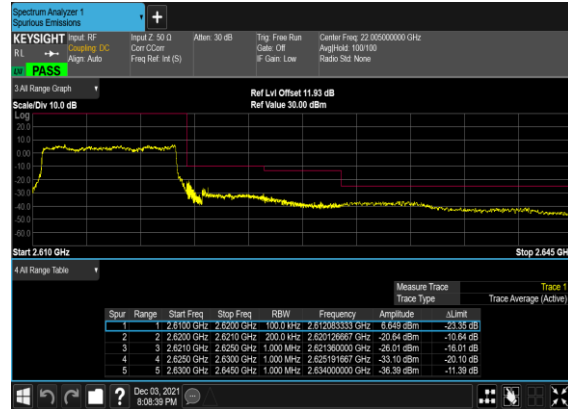 Spectrum Analyzer 1
Spurious Emissions
+
KEYSIGHT Input: RF Input Z: 50 Ω Atten: 30 dB Trig: Free Run Center Freq: 22.005000000 GHz
RL Coupling: DC Corr CCorr Gate: Off Avg|Hold: 100/100
Align: Auto Freq Ref: Int (S) IF Gain: Low Radio Std: None
LM PASS
3 All Range Graph
Ref Lvl Offset 11.93 dB
Scale/Div 10.0 dB Ref Value 30.00 dBm
Log
20.0
10.0
0.00
-10.0
-20.0
-30.0
-40.0
-50.0
-60.0
Start 2.610 GHz Stop 2.645 GH
4 All Range Table
Measure Trace Trace 1
Trace Type Trace Average (Active)
Spur Range Start Freq Stop Freq RBW Frequency Amplitude ΔLimit
1 1 2.6100 GHz 2.6200 GHz 100.0 kHz 2.612083333 GHz 6.649 dBm -23.35 dB
2 2 2.6200 GHz 2.6210 GHz 200.0 kHz 2.620126667 GHz -20.64 dBm -10.64 dB
3 3 2.6210 GHz 2.6250 GHz 1.000 MHz 2.621360000 GHz -26.01 dBm -16.01 dB
4 4 2.6250 GHz 2.6300 GHz 1.000 MHz 2.625191667 GHz -33.10 dBm -20.10 dB
5 5 2.6300 GHz 2.6450 GHz 1.000 MHz 2.634000000 GHz -36.39 dBm -11.39 dB
? Dec 03, 2021
8:08:39 PM